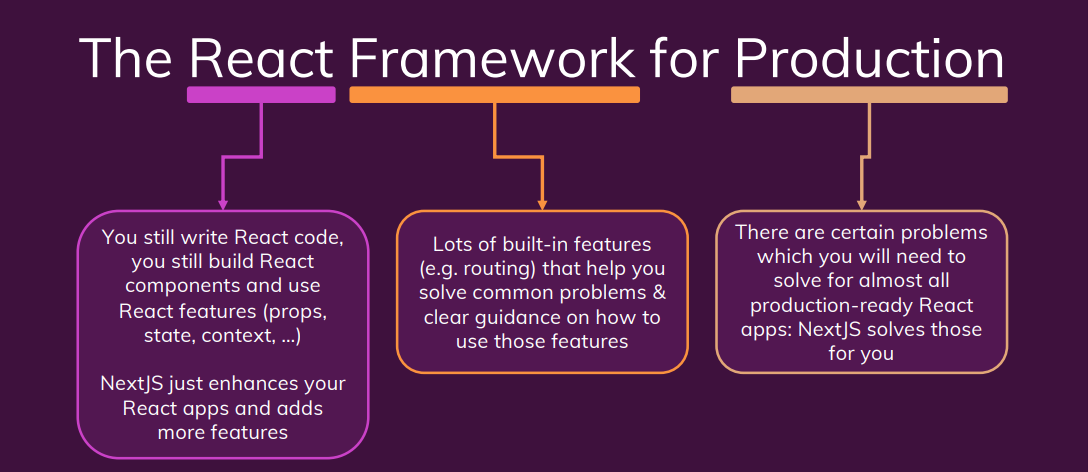 The React Framework for Production
You still write React code,
you still build React
components and use
React features (props,
state, context, …)
NextJS just enhances your
React apps and adds
more features
Lots of built-in features
(e.g. routing) that help you
solve common problems &
clear guidance on how to
use those features
There are certain problems
which you will need to
solve for almost all
production-ready React
apps: NextJS solves those
for you